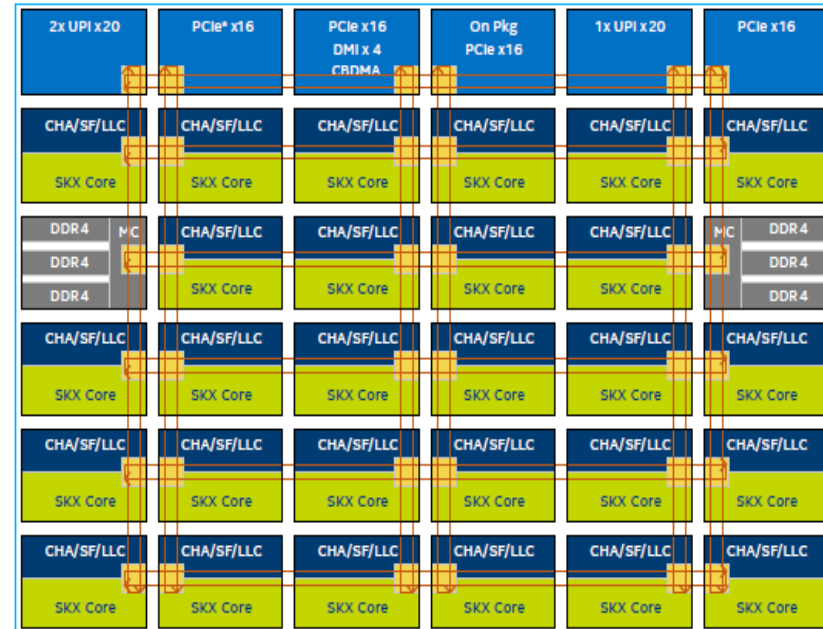 2x UPI x20
PCIe* x16
PCIe x16
DMI x 4
CBDMA
On Pkg
PCIe x16
1x UPI x20
PCIe x16
CHA/SF/LLC CHA/SF/LLC CHA/SF/LLC CHA/SF/LLC CHA/SF/LLC CHA/SF/LLC
SKX Core SKX Core SKX Core SKX Core SKX Core SKX Core
DDR4 MC CHA/SF/LLC CHA/SF/LLC CHA/SF/LLC CHA/SF/LLC MC DDR4
DDR4 DDR4
DDR4 SKX Core SKX Core SKX Core SKX Core DDR4
CHA/SF/LLC CHA/SF/LLC CHA/SF/LLC CHA/SF/LLC CHA/SF/LLC CHA/SF/LLC
SKX Core SKX Core SKX Core SKX Core SKX Core SKX Core
CHA/SF/LLC CHA/SF/LLC CHA/SF/LLC CHA/SF/LLC CHA/SF/LLC CHA/SF/LLC
SKX Core SKX Core SKX Core SKX Core SKX Core SKX Core
CHA/SF/LLC CHA/SF/LLC CHA/SF/LLC CHA/SF/LLC CHA/SF/LLC CHA/SF/LLC
SKX Core SKX Core SKX Core SKX Core SKX Core SKX Core